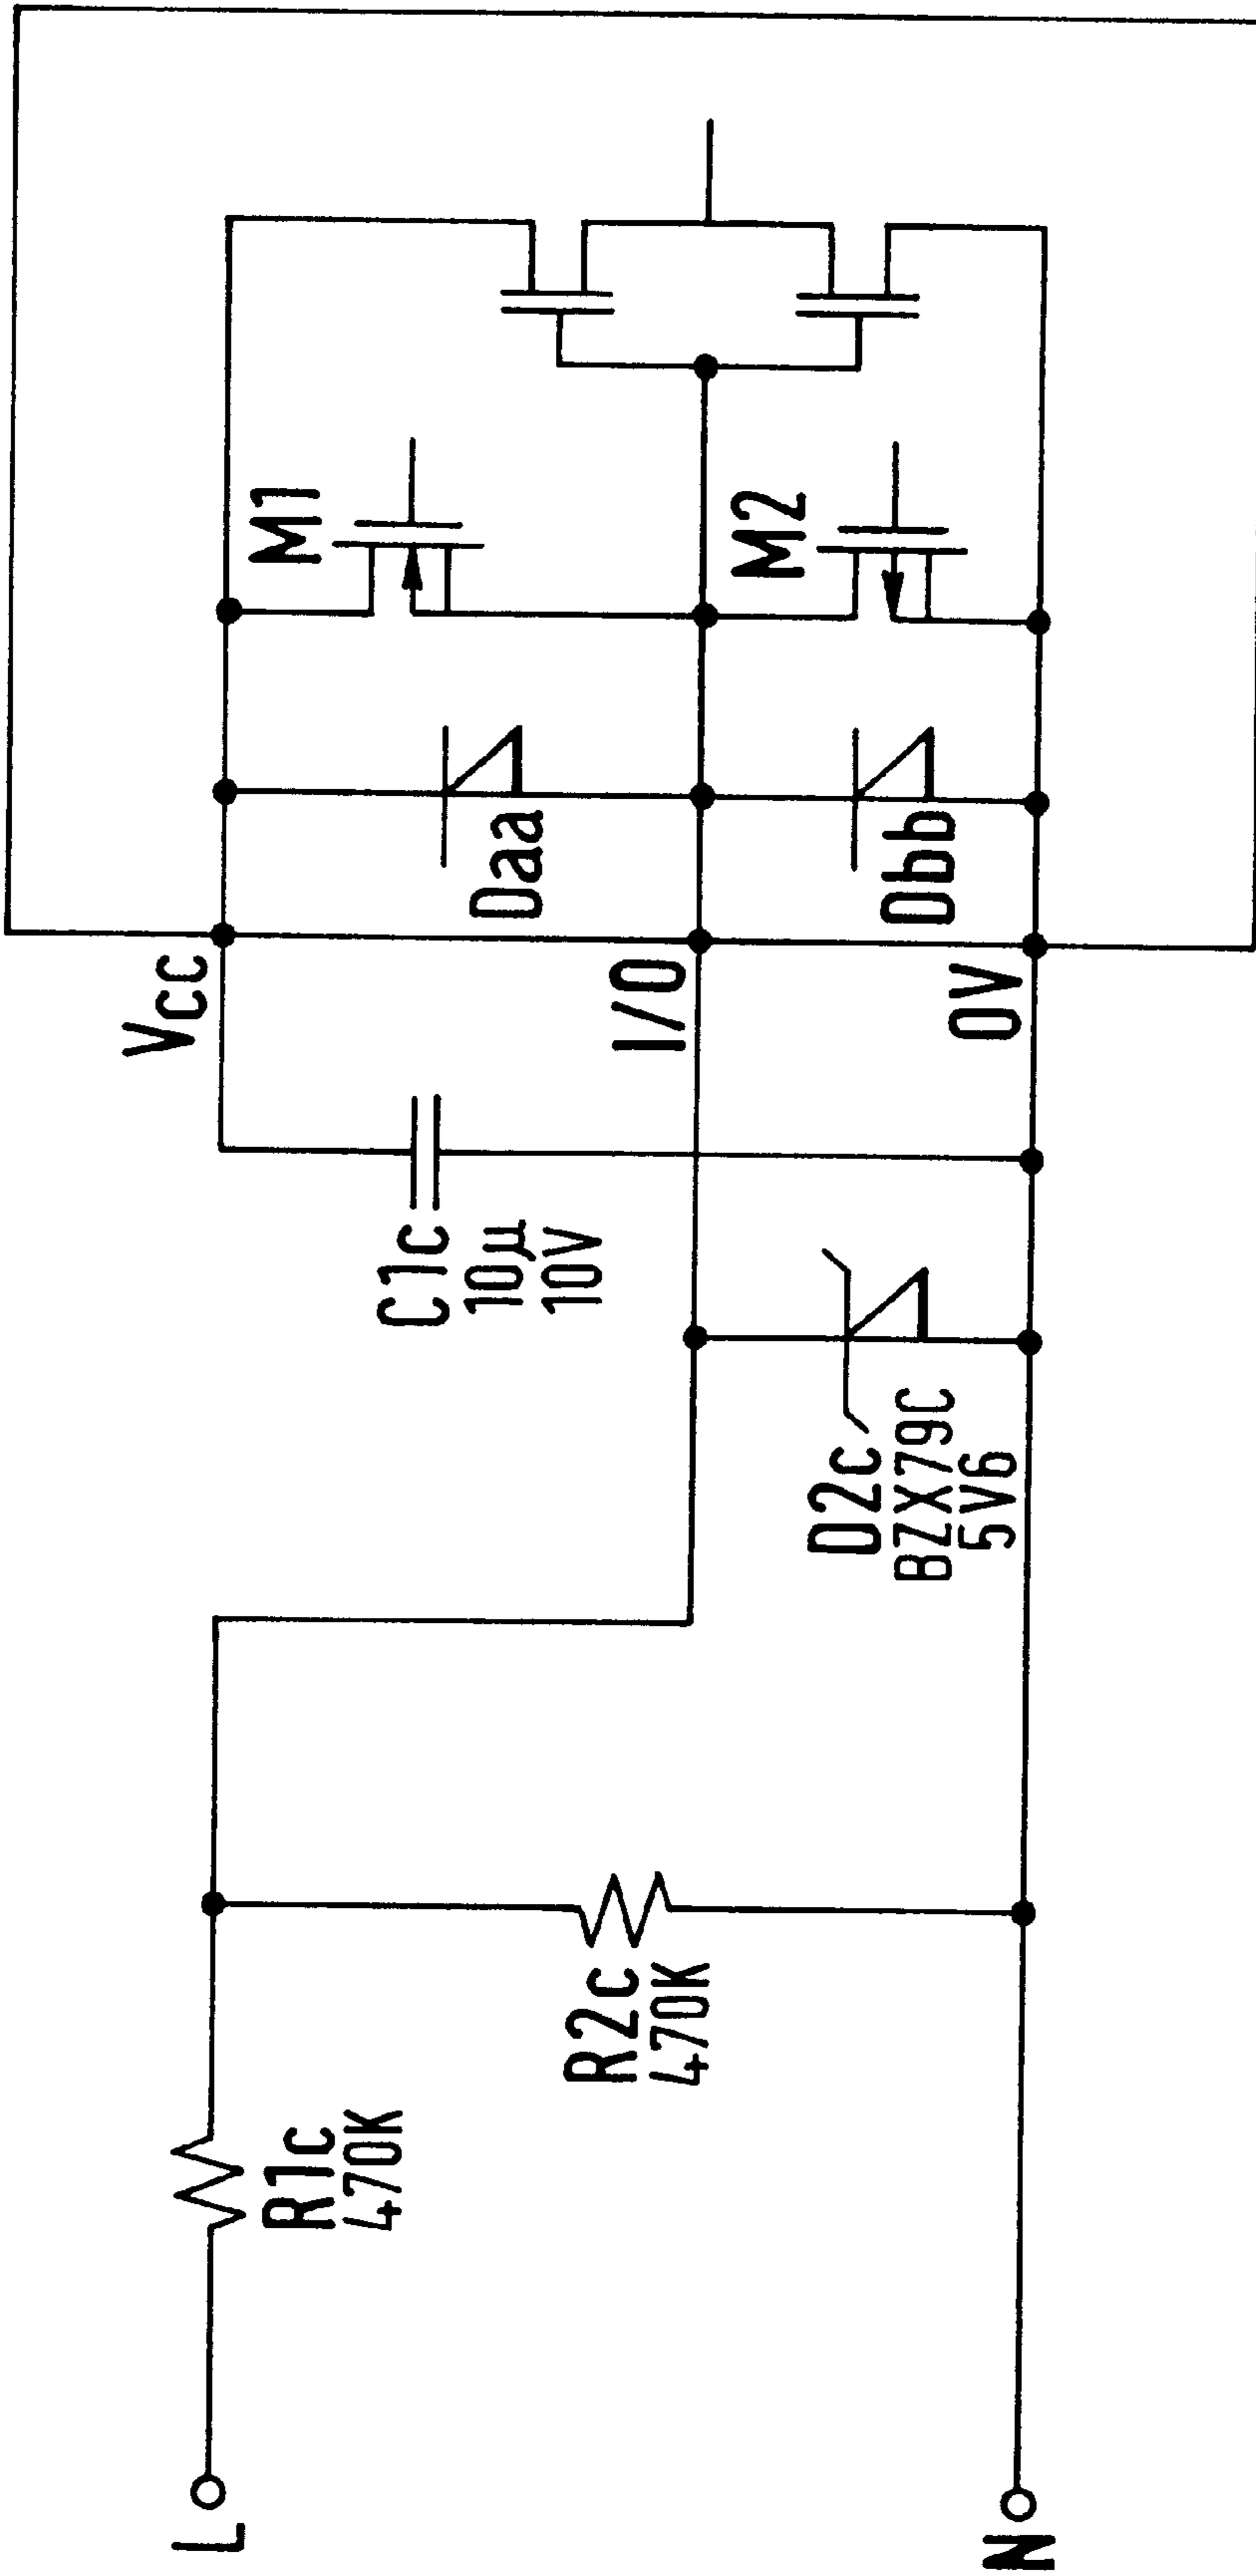 L
N
R1c
470K
R2c
470K
D2c
BZX79C
5V6
C1c
10µ
10V
VCC
I/O
0V
Daa
Dbb
M1
M2